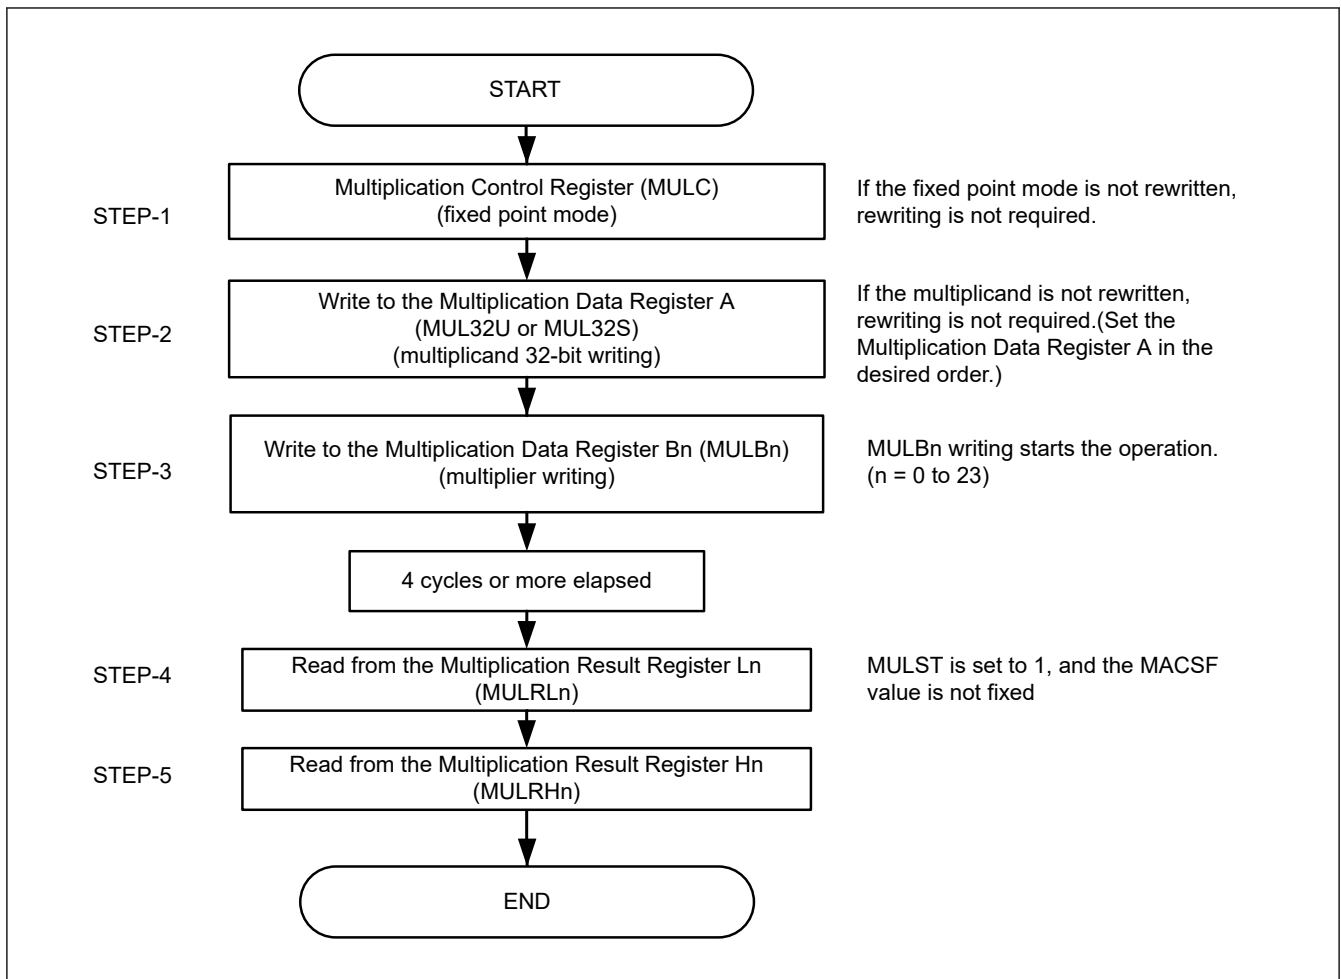 START
STEP-1
Multiplication Control Register (MULC)
(fixed point mode)
If the fixed point mode is not rewritten,
rewriting is not required.
STEP-2
Write to the Multiplication Data Register A
(MUL32U or MUL32S)
(multiplicand 32-bit writing)
If the multiplicand is not rewritten,
rewriting is not required.(Set the
Multiplication Data Register A in the
desired order.)
STEP-3
Write to the Multiplication Data Register Bn (MULBn)
(multiplier writing)
MULBn writing starts the operation.
(n = 0 to 23)
4 cycles or more elapsed
STEP-4
Read from the Multiplication Result Register Ln
(MULRLn)
MULST is set to 1, and the MACSF
value is not fixed
STEP-5
Read from the Multiplication Result Register Hn
(MULRHn)
END